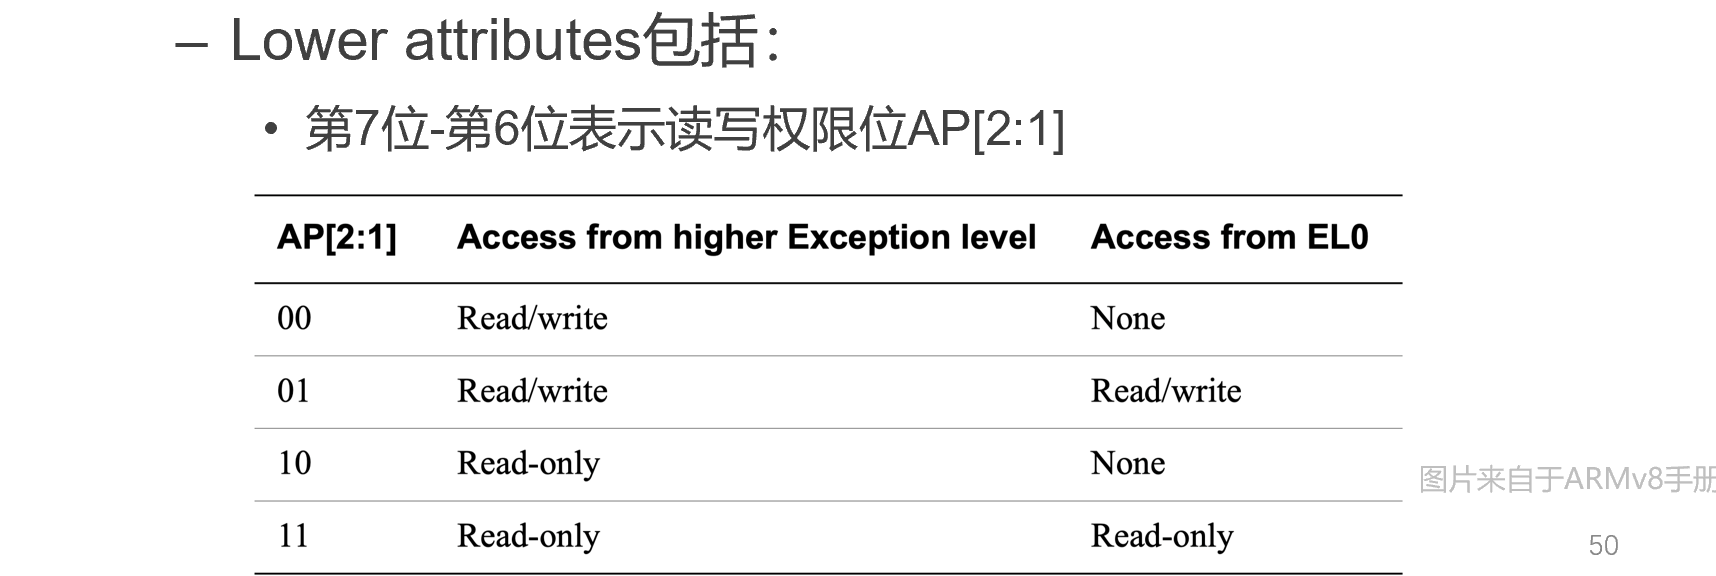 – Lower attributes包括：
• 第7位-第6位表示读写权限位AP[2:1]
AP[2:1] Access from higher Exception level Access from EL0
00 Read/write None
01 Read/write Read/write
10 Read-only None
11 Read-only Read-only
图片来自于ARMv8手册
50